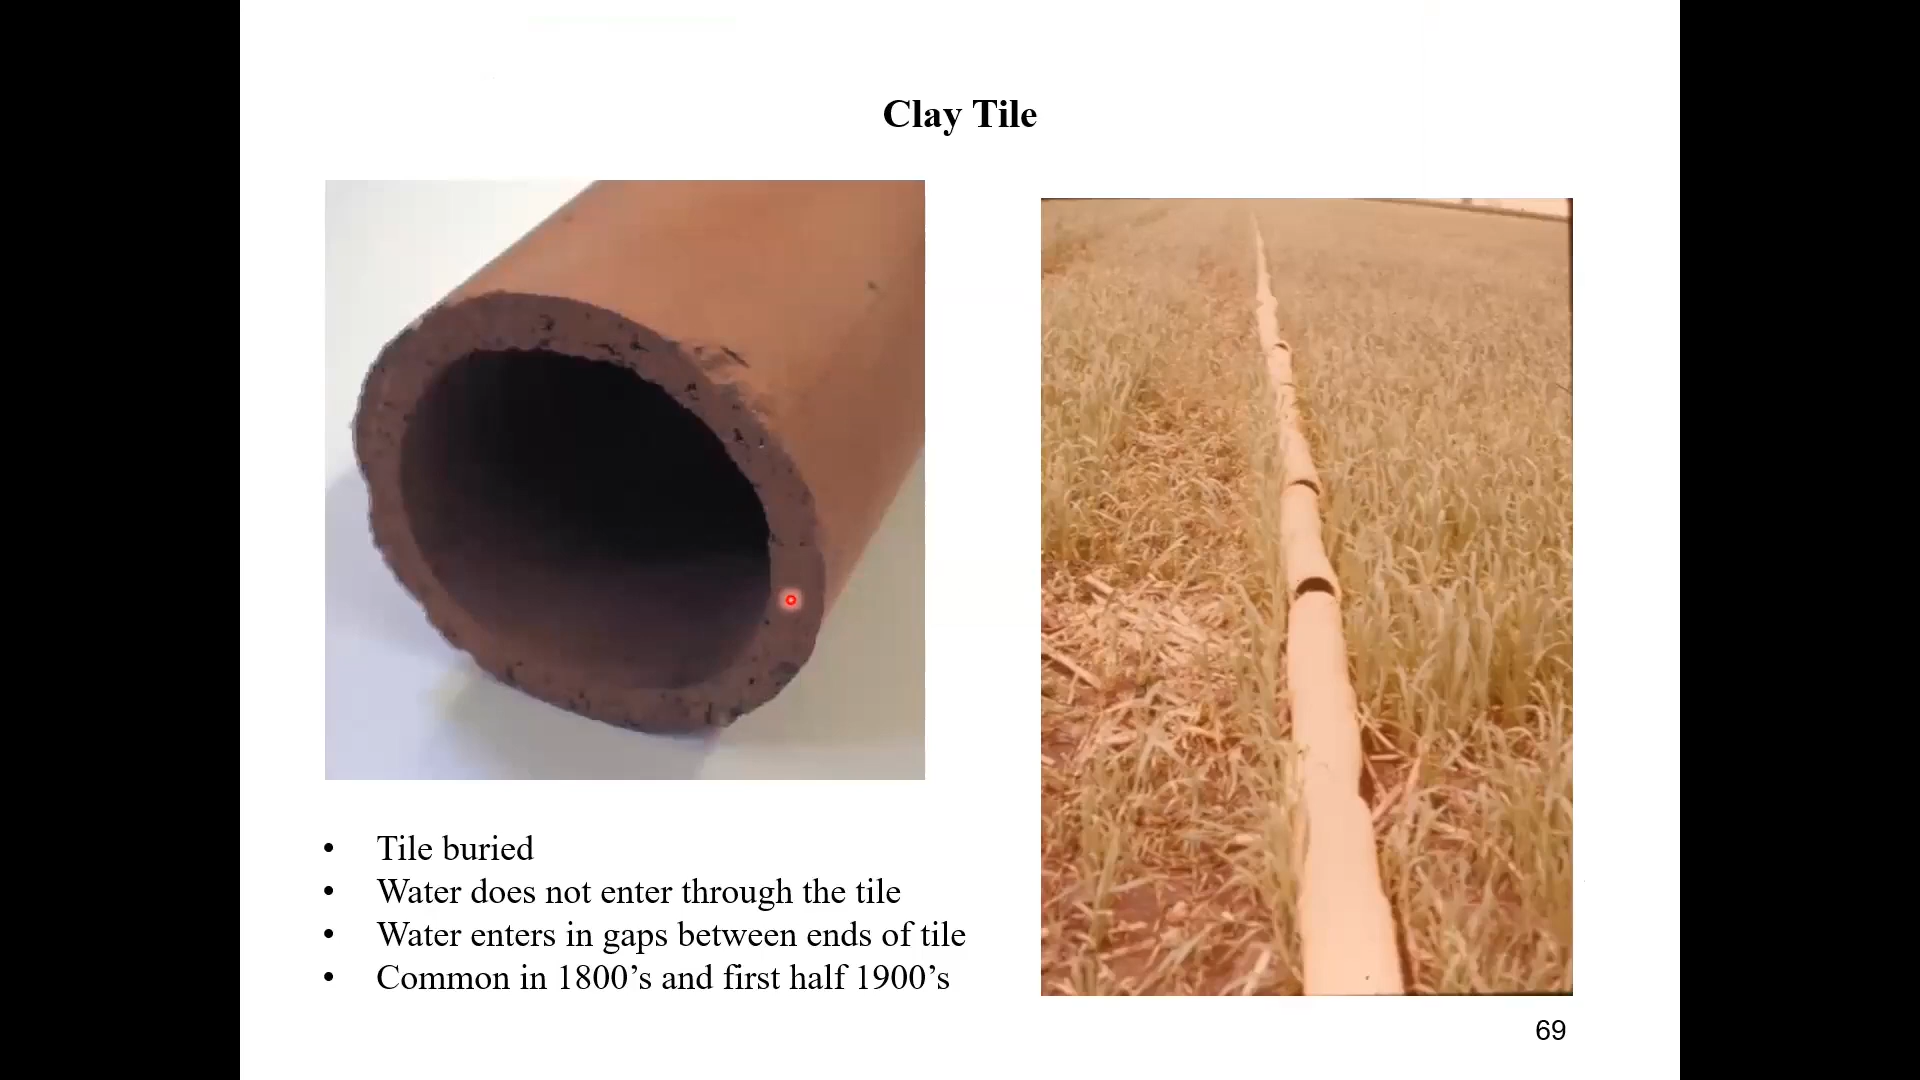 Clay Tile
• Tile buried
• Water does not enter through the tile
• Water enters in gaps between ends of tile
• Common in 1800’s and first half 1900’s
69